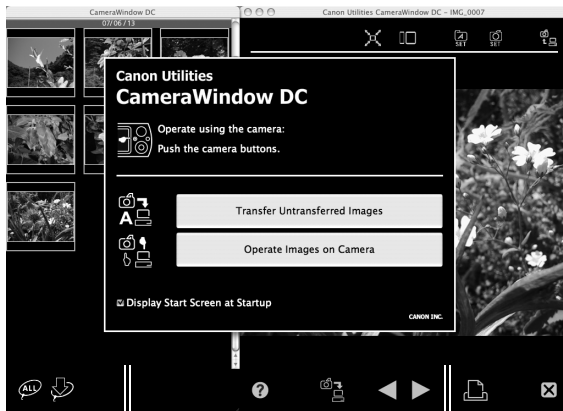 CameraWindow DC
Canon Utilities CameraWindow DC – IMG_0007
07/06/13
SET
SET
Canon Utilities
CameraWindow DC
Operate using the camera:
Push the camera buttons.
A
Transfer Untransferred Images
Operate Images on Camera
Display Start Screen at Startup
CANON INC.
ALL
?